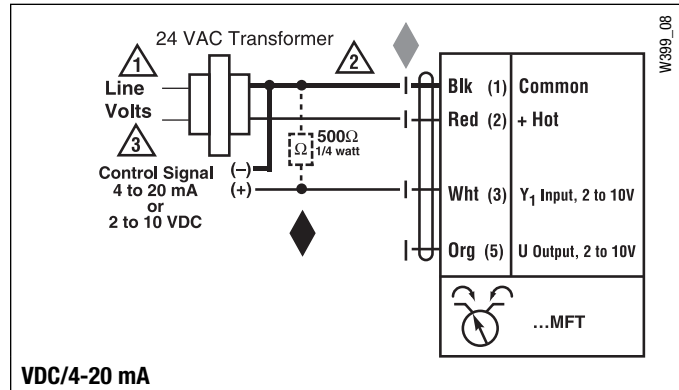 24 VAC Transformer
W399_08
1
2
Line
Volts
3
500Ω
Ω
1/4 watt
Control Signal
4 to 20 mA
or
2 to 10 VDC
(–)
(+)
Blk (1) Common
Red (2) + Hot
Wht (3) Y1 Input, 2 to 10V
Org (5) U Output, 2 to 10V
...MFT
VDC/4-20 mA